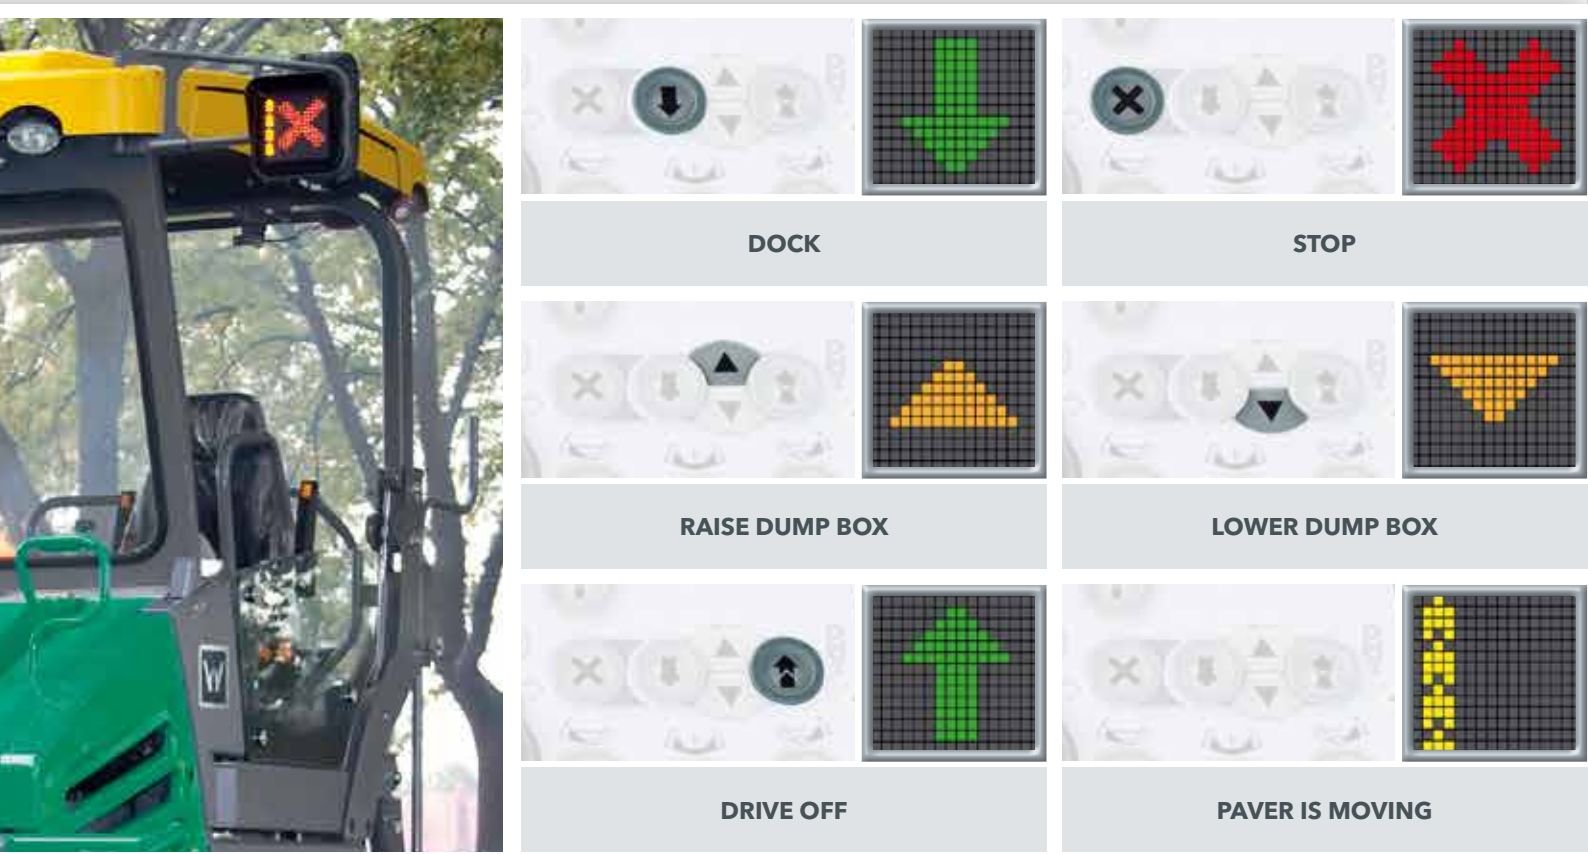 DOCK
STOP
RAISE DUMP BOX
LOWER DUMP BOX
DRIVE OFF
PAVER IS MOVING